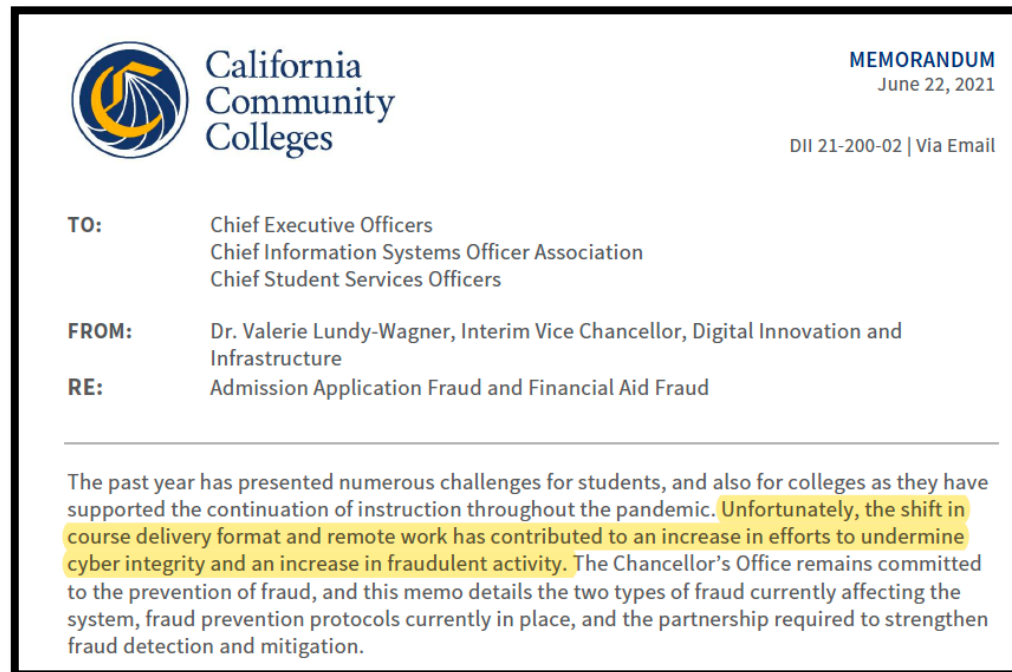 California
Community
Colleges
MEMORANDUM
June 22, 2021
DII 21-200-02 | Via Email
TO: Chief Executive Officers
Chief Information Systems Officer Association
Chief Student Services Officers
FROM: Dr. Valerie Lundy-Wagner, Interim Vice Chancellor, Digital Innovation and
Infrastructure
RE: Admission Application Fraud and Financial Aid Fraud
The past year has presented numerous challenges for students, and also for colleges as they have
supported the continuation of instruction throughout the pandemic. Unfortunately, the shift in
course delivery format and remote work has contributed to an increase in efforts to undermine
cyber integrity and an increase in fraudulent activity. The Chancellor’s Office remains committed
to the prevention of fraud, and this memo details the two types of fraud currently affecting the
system, fraud prevention protocols currently in place, and the partnership required to strengthen
fraud detection and mitigation.